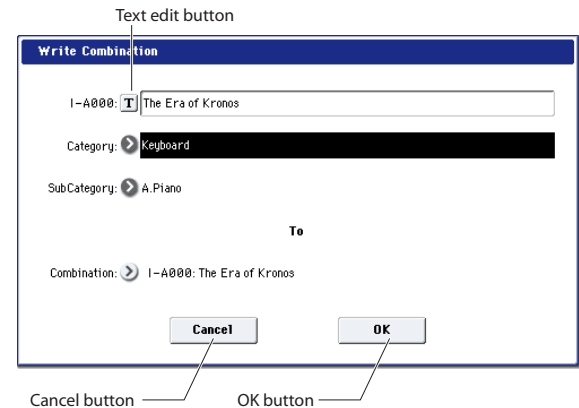 Text edit button
Write Combination
I-A000: T The Era of Kronos
Category: Keyboard
SubCategory: A.Piano
To
Combination: I-A000: The Era of Kronos
Cancel OK
Cancel button OK button